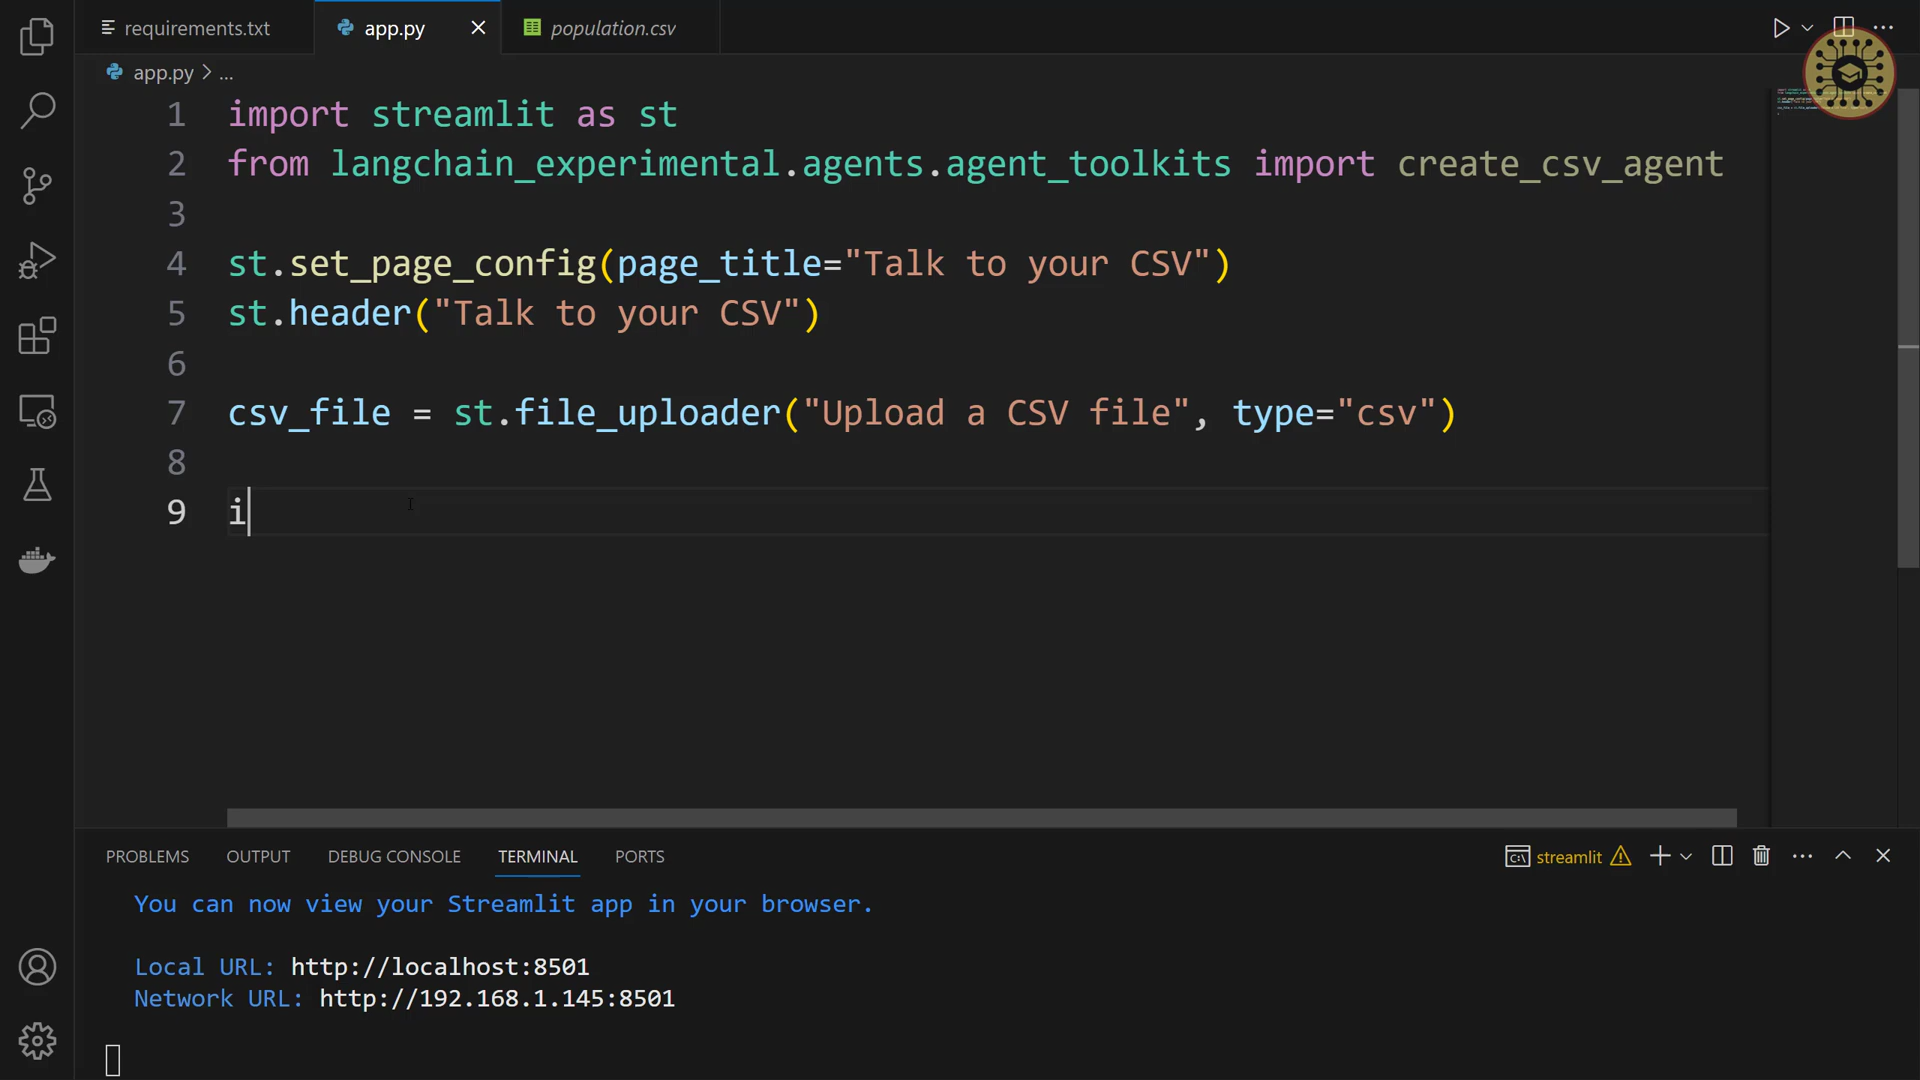 requirements.txt
app.py
population.csv
app.py > ...
1 import streamlit as st
2 from langchain_experimental.agents.agent_toolkits import create_csv_agent
3
4 st.set_page_config(page_title="Talk to your CSV")
5 st.header("Talk to your CSV")
6
7 csv_file = st.file_uploader("Upload a CSV file", type="csv")
8
9 i
PROBLEMS OUTPUT DEBUG CONSOLE TERMINAL PORTS streamlit
You can now view your Streamlit app in your browser.
Local URL: http://localhost:8501
Network URL: http://192.168.1.145:8501